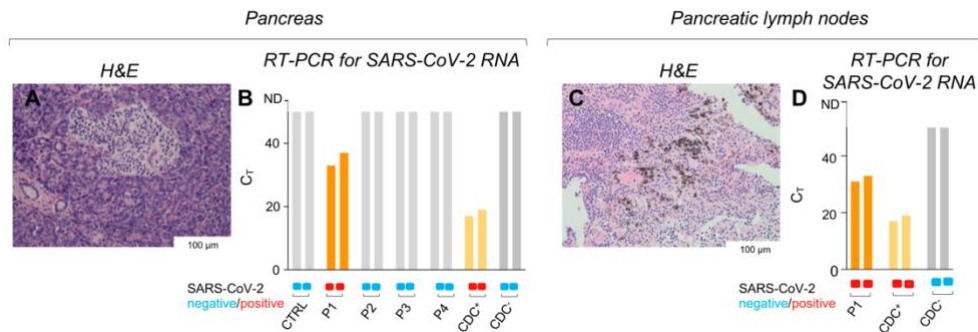 Pancreas
Pancreatic lymph nodes
H&E
RT-PCR for SARS-CoV-2 RNA
H&E
RT-PCR for
SARS-CoV-2 RNA
A
B
C
D
ND
40
20
0
CT
100 µm
ND
40
20
0
CT
100 µm
SARS-CoV-2
negative/positive
CTRL
P1
P2
P3
P4
CDC+
CDC-
SARS-CoV-2
negative/positive
P1
CDC+
CDC-